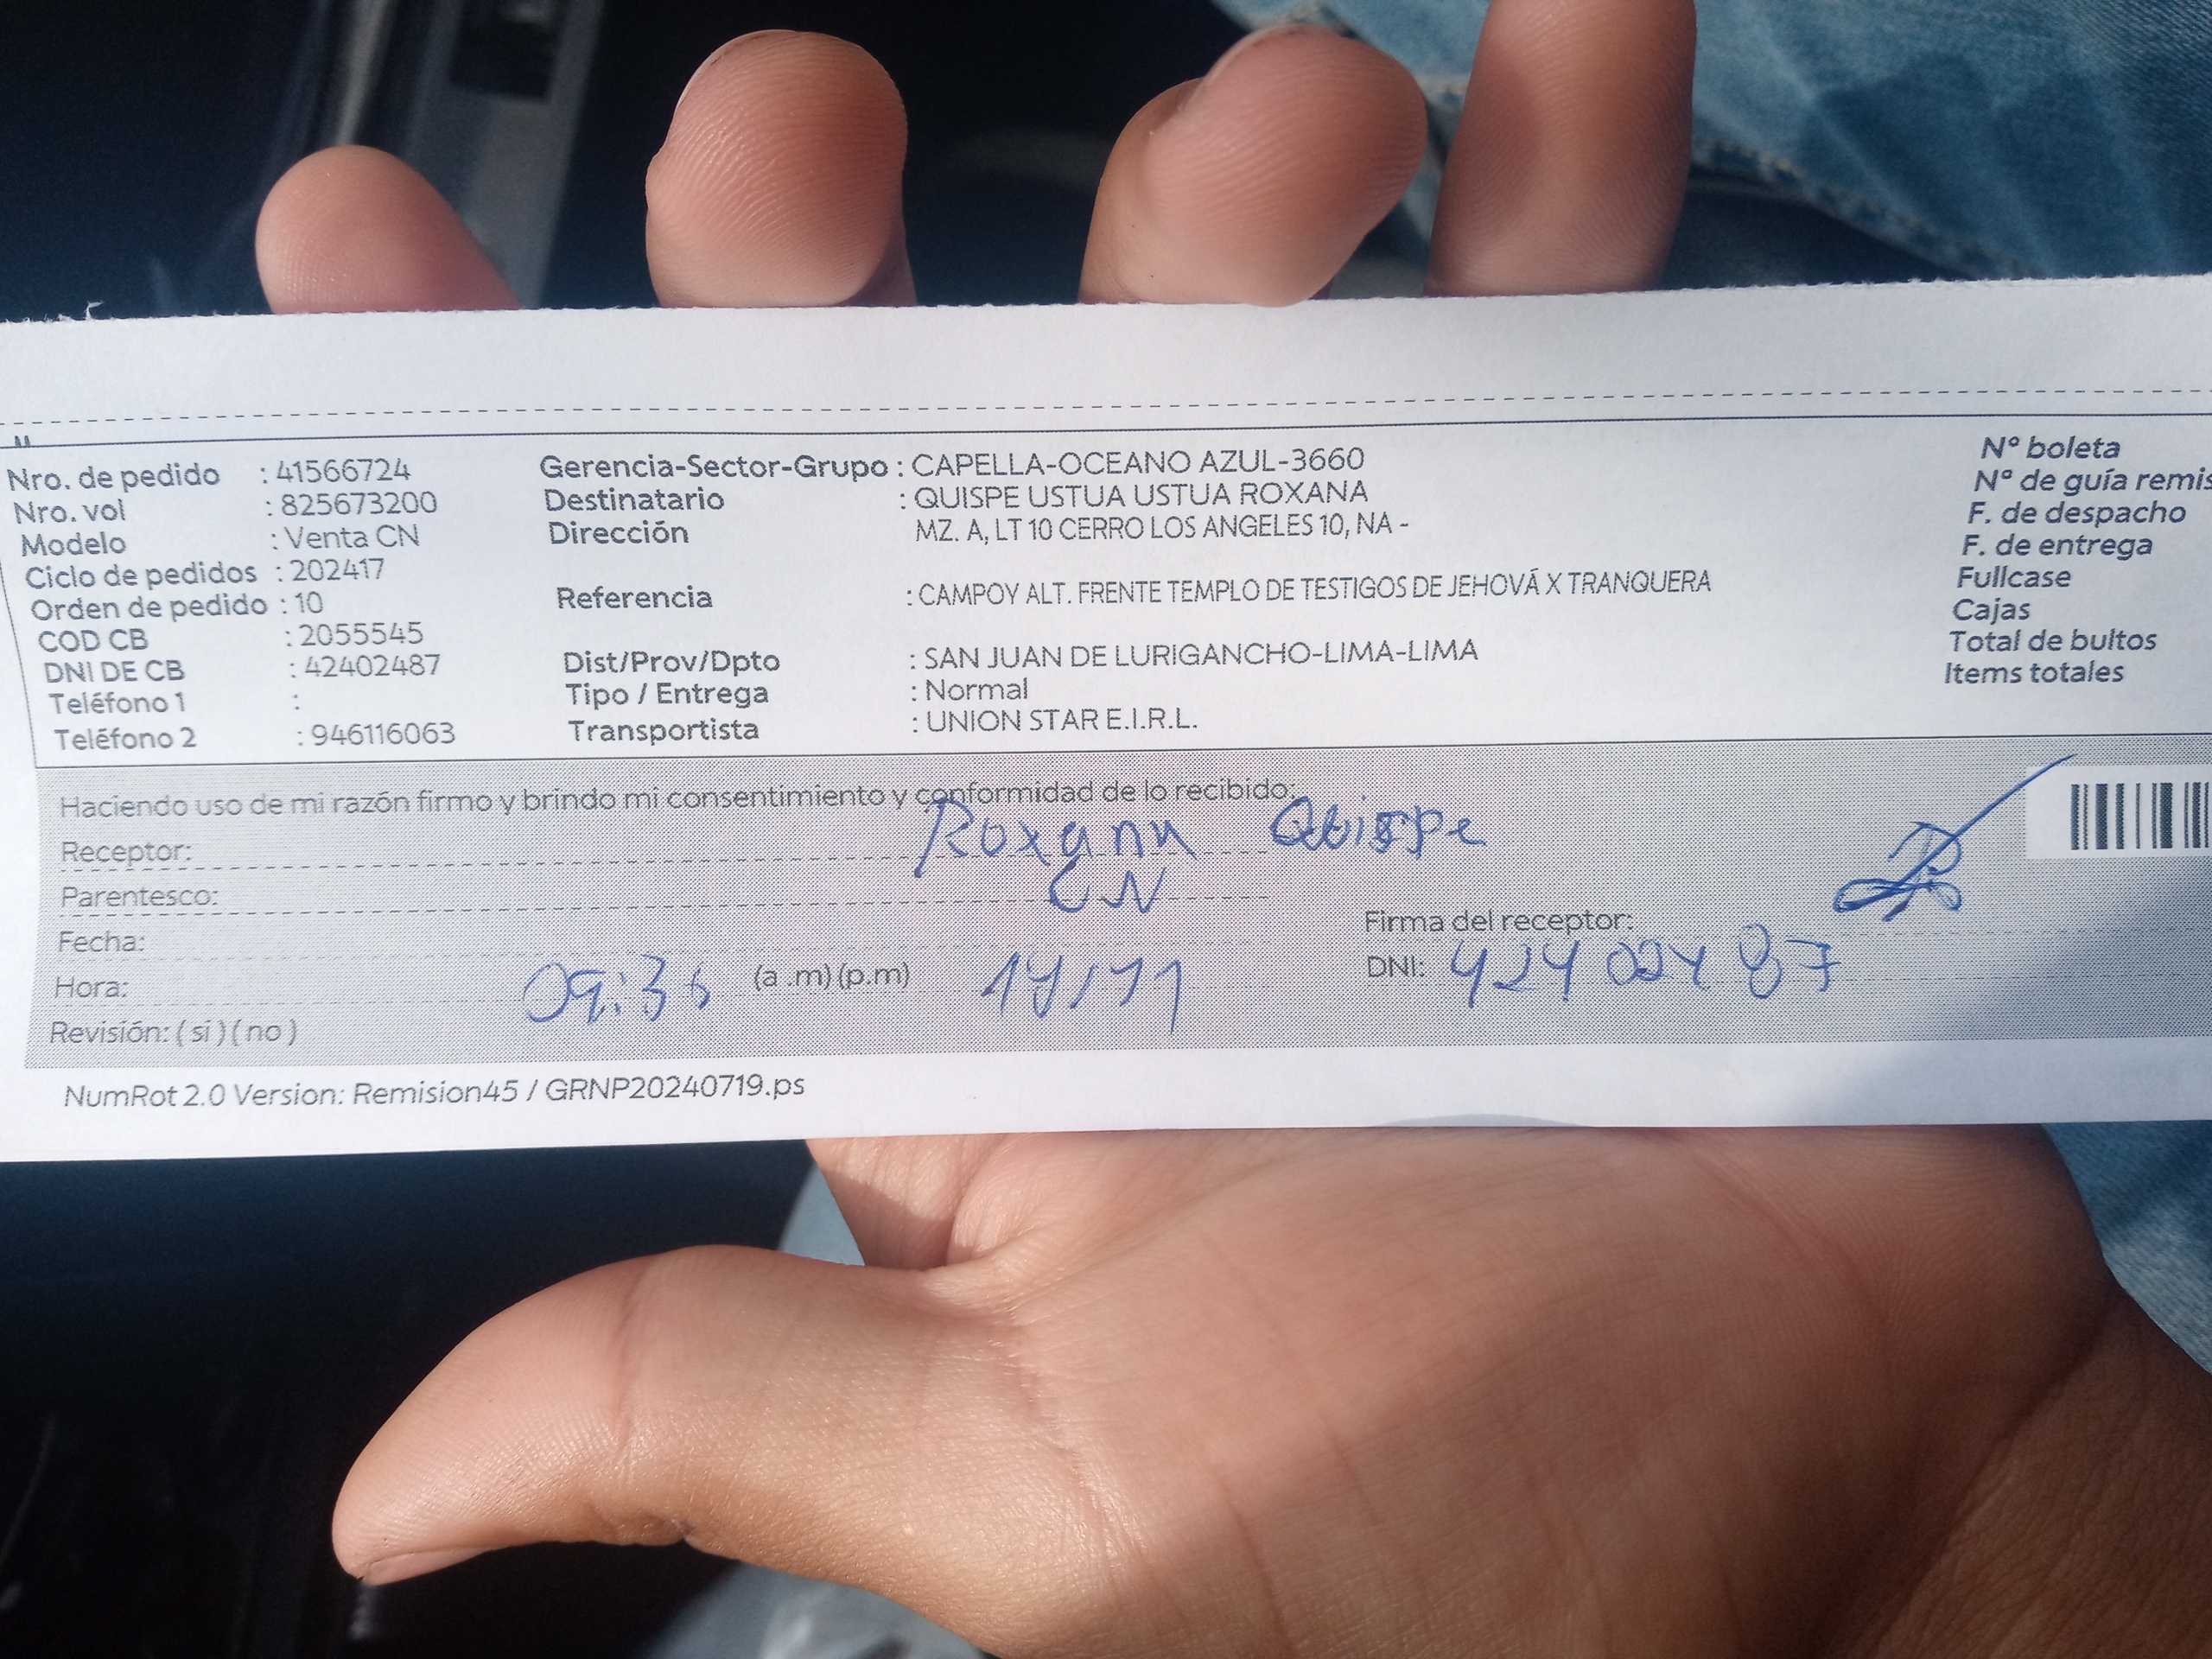 Nro. de pedido : 41566724
Nro. vol : 825673200
Modelo : Venta CN
Ciclo de pedidos : 202417
Orden de pedido : 10
COD CB : 2055545
DNI DE CB : 42402487
Teléfono 1 :
Teléfono 2 : 946116063
Gerencia-Sector-Grupo : CAPELLA-OCEANO AZUL-3660
Destinatario : QUISPE USTUA USTUA ROXANA
Dirección MZ. A, LT 10 CERRO LOS ANGELES 10, NA -
Referencia : CAMPOY ALT. FRENTE TEMPLO DE TESTIGOS DE JEHOVÁ X TRANQUERA
Dist/Prov/Dpto : SAN JUAN DE LURIGANCHO-LIMA-LIMA
Tipo / Entrega : Normal
Transportista : UNION STAR E.I.R.L.
Nº boleta
Nº de guía remis
F. de despacho
F. de entrega
Fullcase
Cajas
Total de bultos
Items totales
Haciendo uso de mi razón firmo y brindo mi consentimiento y conformidad de lo recibido:
Receptor: Roxana Quispe
Parentesco: CN
Fecha:
Firma del receptor:
Hora: 09:36 (a .m) (p.m) 14/11
DNI: 42402487
Revisión: ( si ) ( no )
NumRot 2.0 Version: Remision45 / GRNP20240719.ps